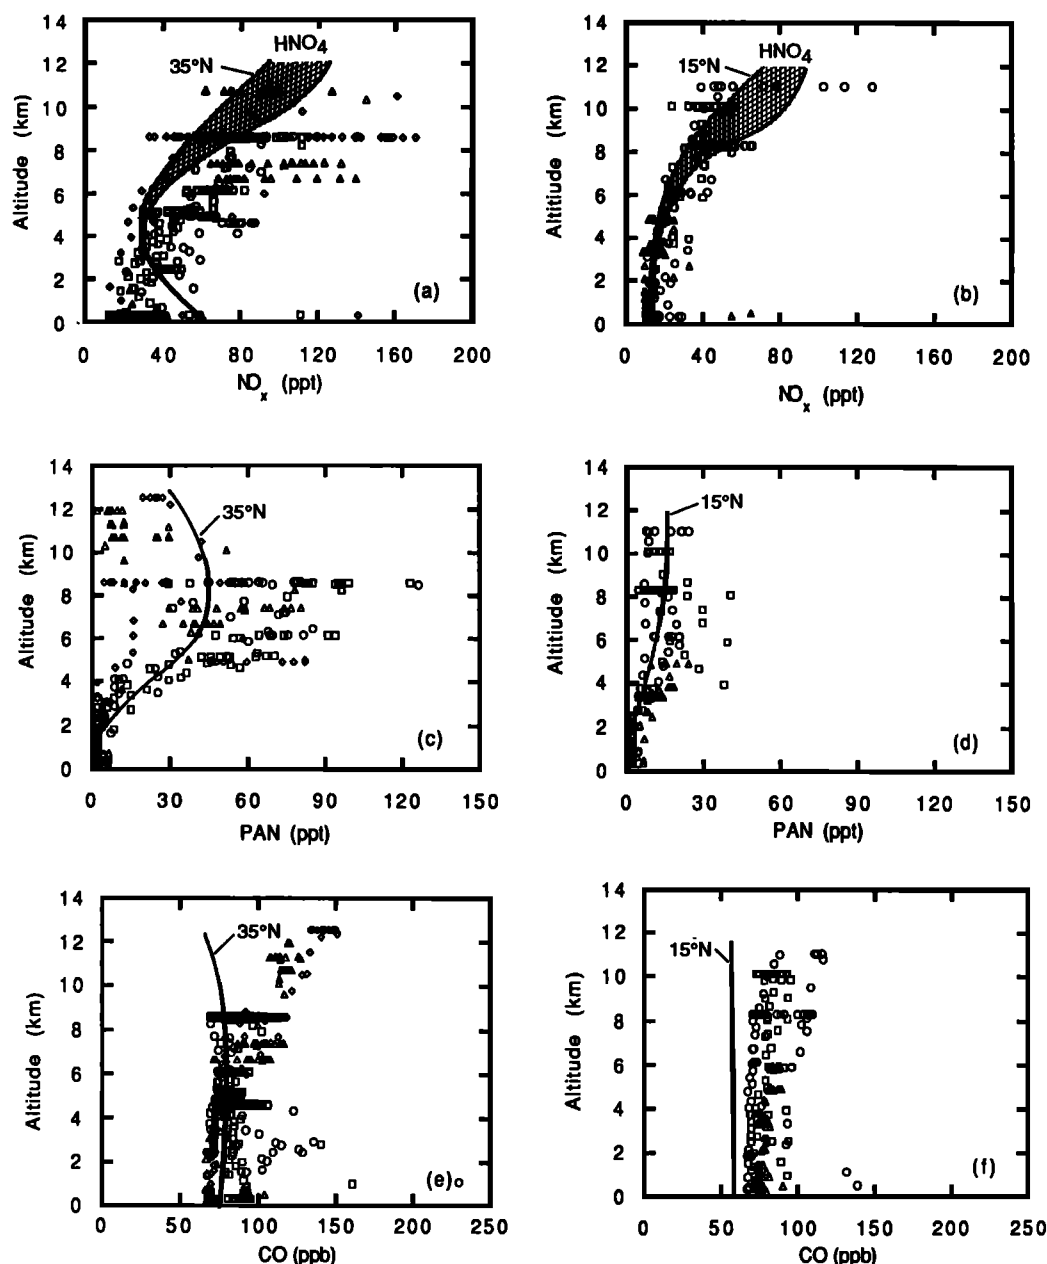 14
12
10
8
6
4
2
0
Altitude (km)
HNO4
35°N
(a)
0 40 80 120 160 200
NOx (ppt)
14
12
10
8
6
4
2
0
Altitude (km)
HNO4
15°N
(b)
0 40 80 120 160 200
NOx (ppt)
14
12
10
8
6
4
2
0
Altitude (km)
35°N
(c)
0 30 60 90 120 150
PAN (ppt)
14
12
10
8
6
4
2
0
Altitude (km)
15°N
(d)
0 30 60 90 120 150
PAN (ppt)
14
12
10
8
6
4
2
0
Altitude (km)
35°N
(e)
0 50 100 150 200 250
CO (ppb)
14
12
10
8
6
4
2
0
Altitude (km)
15°N
(f)
0 50 100 150 200 250
CO (ppb)